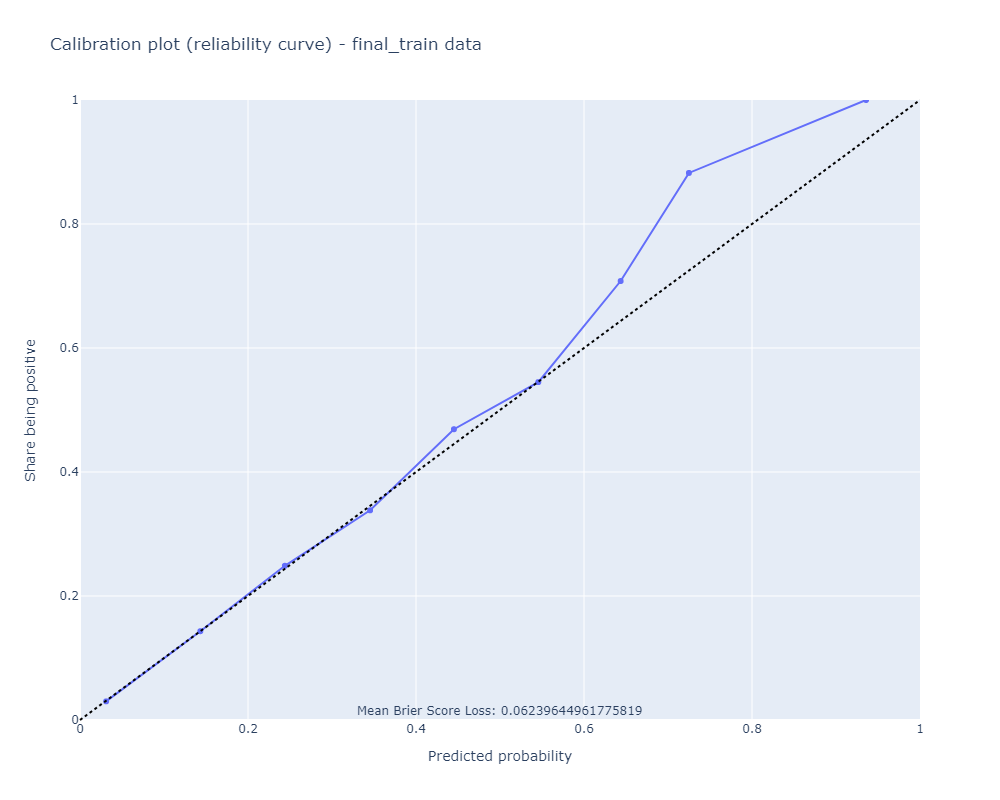 Calibration plot (reliability curve) - final_train data
Share being positive
1
0.8
0.6
0.4
0.2
0
Mean Brier Score Loss: 0.06239644961775819
0 0.2 0.4 0.6 0.8 1
Predicted probability